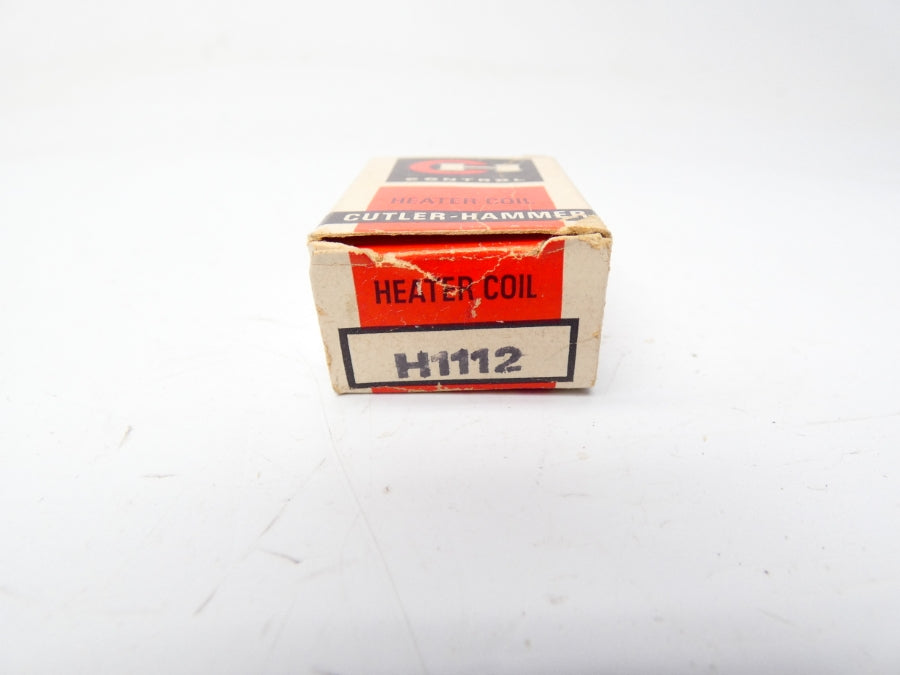 CONTROL
HEATER COIL
CUTLER-HAMMER
HEATER COIL
H1112